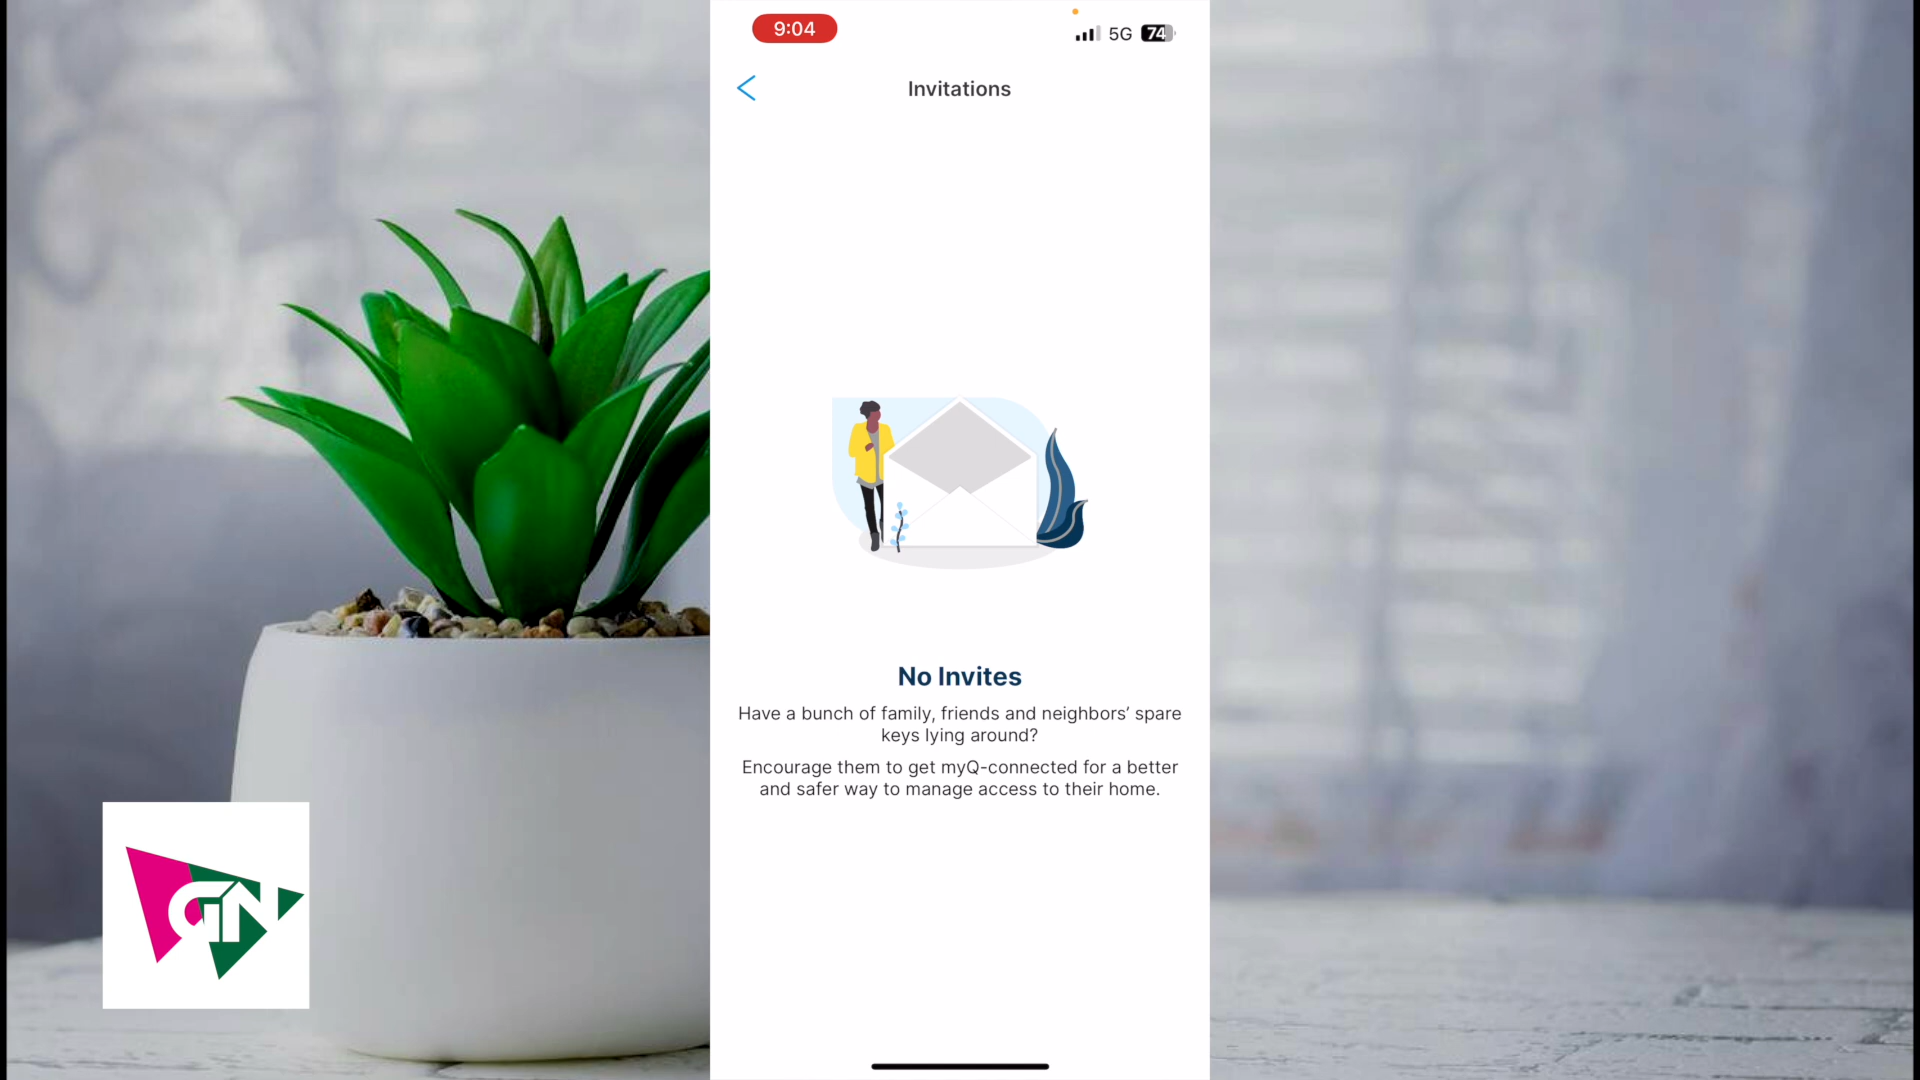 9:04
5G 74
Invitations
No Invites
Have a bunch of family, friends and neighbors’ spare
keys lying around?
Encourage them to get myQ-connected for a better
and safer way to manage access to their home.